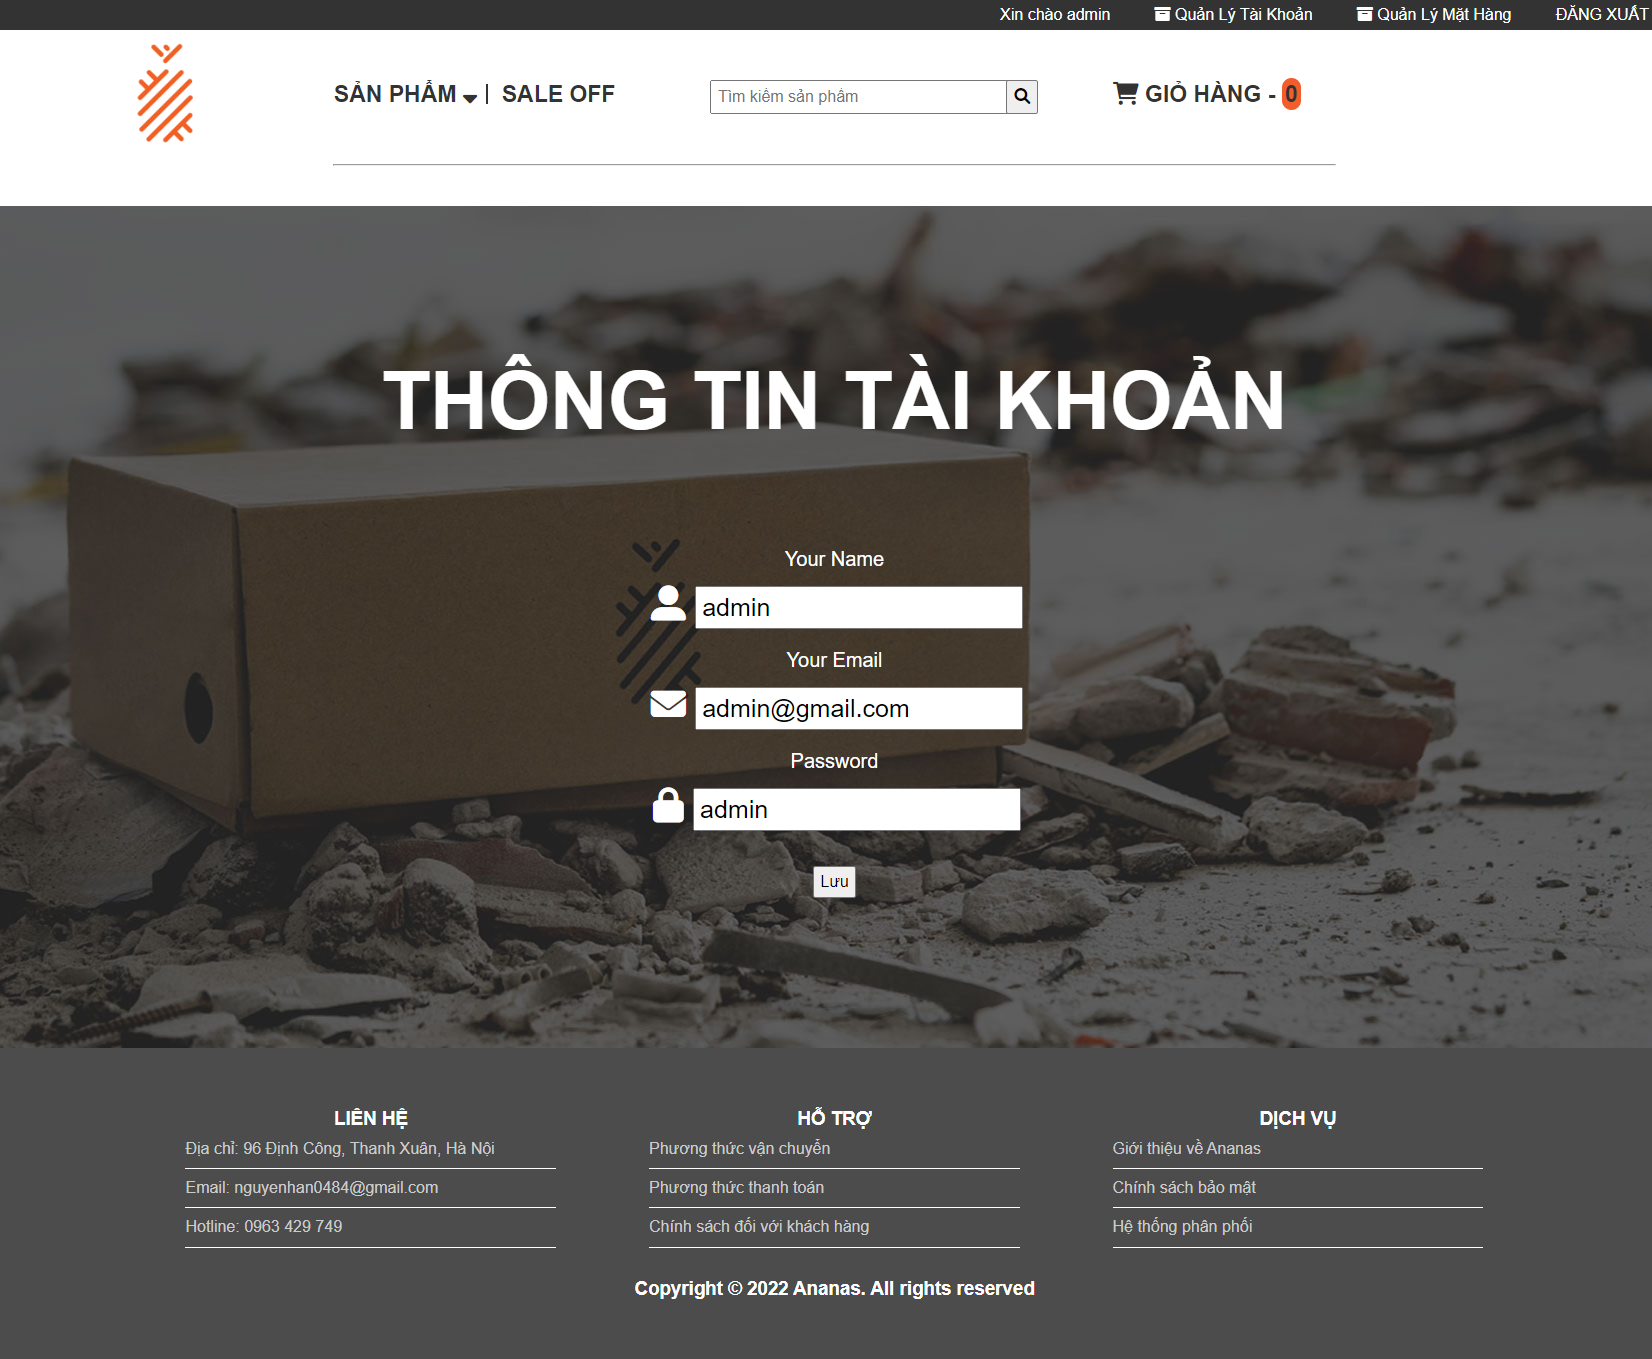 Xin chào admin Quản Lý Tài Khoản Quản Lý Mặt Hàng ĐĂNG XUẤT
SẢN PHẨM | SALE OFF Tìm kiếm sản phẩm GIỎ HÀNG - 0
THÔNG TIN TÀI KHOẢN
Your Name
admin
Your Email
admin@gmail.com
Password
admin
Lưu
LIÊN HỆ
Địa chỉ: 96 Định Công, Thanh Xuân, Hà Nội
Email: nguyenhan0484@gmail.com
Hotline: 0963 429 749
HỖ TRỢ
Phương thức vận chuyển
Phương thức thanh toán
Chính sách đối với khách hàng
DỊCH VỤ
Giới thiệu về Ananas
Chính sách bảo mật
Hệ thống phân phối
Copyright © 2022 Ananas. All rights reserved